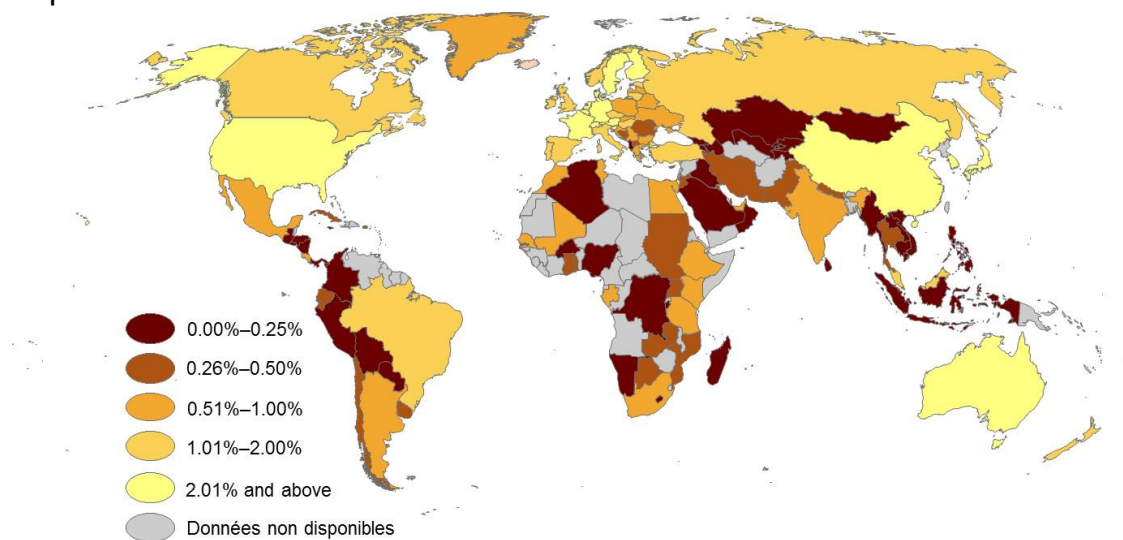 0.00%–0.25%
0.26%–0.50%
0.51%–1.00%
1.01%–2.00%
2.01% and above
Données non disponibles